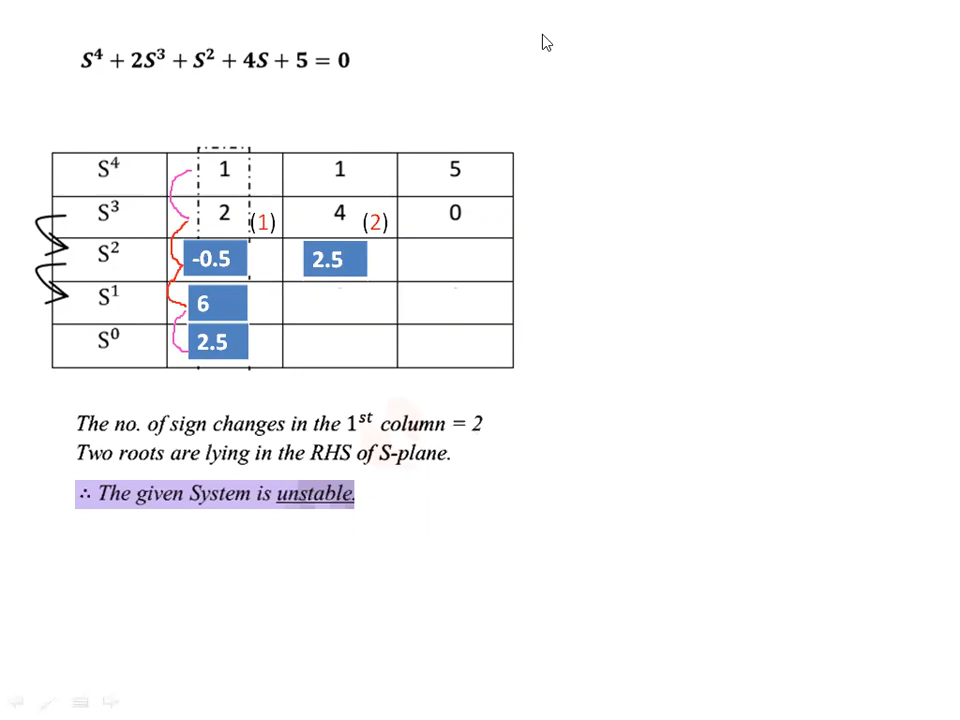 S⁴ + 2S³ + S² + 4S + 5 = 0
S⁴ 1 1 5
S³ 2 (1) 4 (2) 0
S² -0.5 2.5
S¹ 6
S⁰ 2.5
The no. of sign changes in the 1ˢᵗ column = 2
Two roots are lying in the RHS of S-plane.
∴ The given System is unstable.